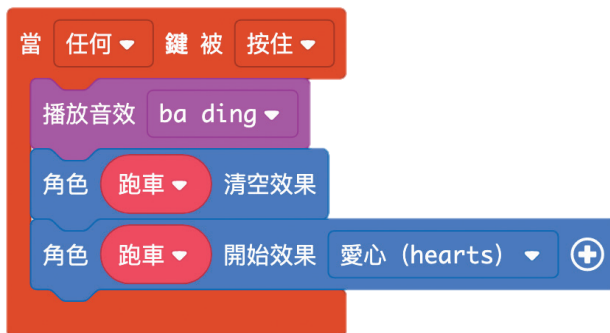 當 任何 鍵 被 按住
播放音效 ba ding
角色 跑車 清空效果
角色 跑車 開始效果 愛心 (hearts)